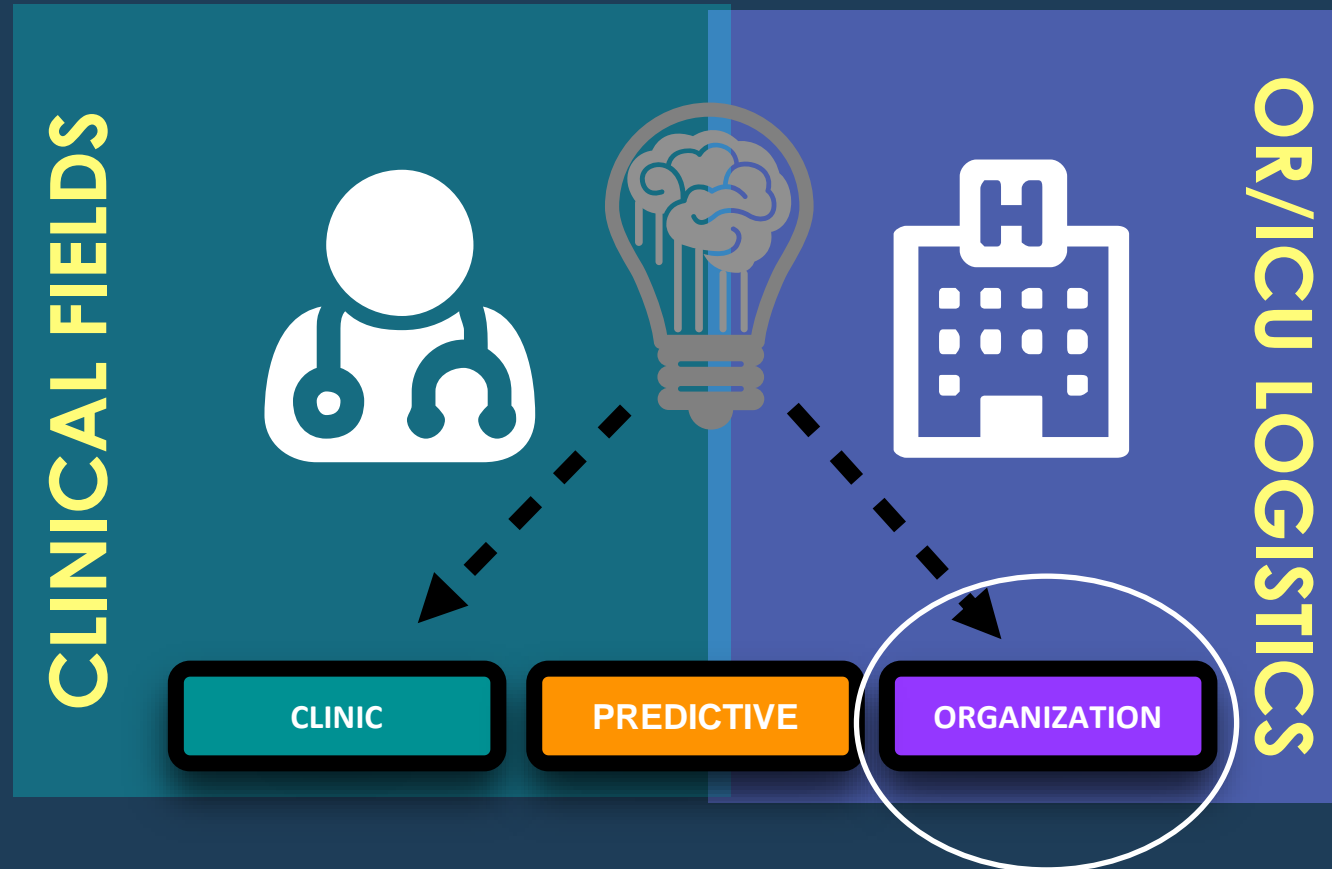 CLINICAL FIELDS
H
OR/ICU LOGISTICS
CLINIC
PREDICTIVE
ORGANIZATION